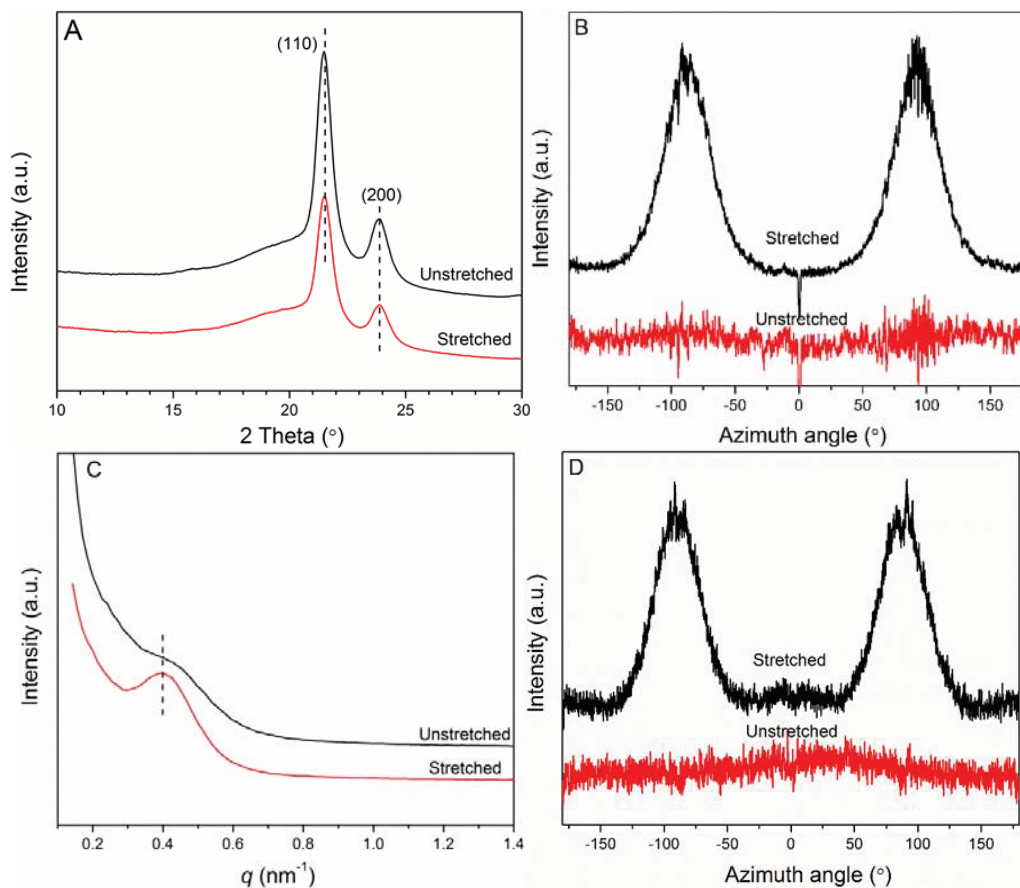 A
(110)
(200)
Unstretched
Stretched
Intensity (a.u.)
10 15 20 25 30
2 Theta (°)
B
Stretched
Unstretched
Intensity (a.u.)
-150 -100 -50 0 50 100 150
Azimuth angle (°)
C
Unstretched
Stretched
Intensity (a.u.)
0.2 0.4 0.6 0.8 1.0 1.2 1.4
q (nm⁻¹)
D
Stretched
Unstretched
Intensity (a.u.)
-150 -100 -50 0 50 100 150
Azimuth angle (°)